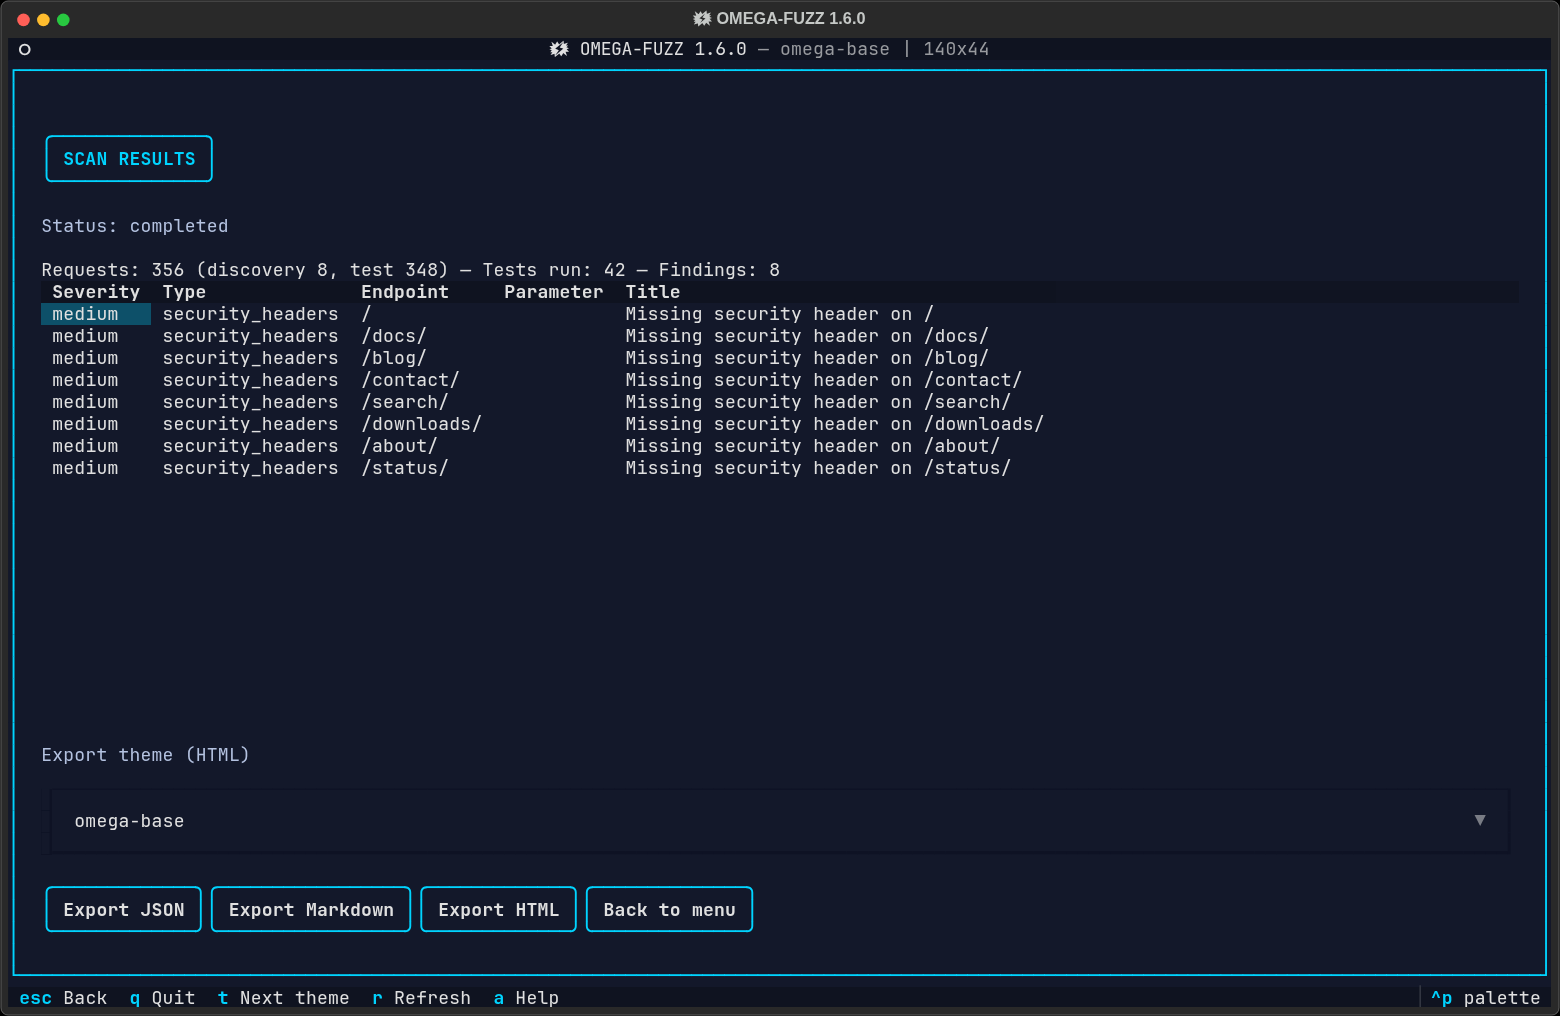 OMEGA-FUZZ 1.6.0
OMEGA-FUZZ 1.6.0 — omega-base | 140x44
SCAN RESULTS
Status: completed
Requests: 356 (discovery 8, test 348) — Tests run: 42 — Findings: 8
Severity Type Endpoint Parameter Title
medium security_headers / Missing security header on /
medium security_headers /docs/ Missing security header on /docs/
medium security_headers /blog/ Missing security header on /blog/
medium security_headers /contact/ Missing security header on /contact/
medium security_headers /search/ Missing security header on /search/
medium security_headers /downloads/ Missing security header on /downloads/
medium security_headers /about/ Missing security header on /about/
medium security_headers /status/ Missing security header on /status/
Export theme (HTML)
omega-base ▼
Export JSON Export Markdown Export HTML Back to menu
esc Back q Quit t Next theme r Refresh a Help ^p palette